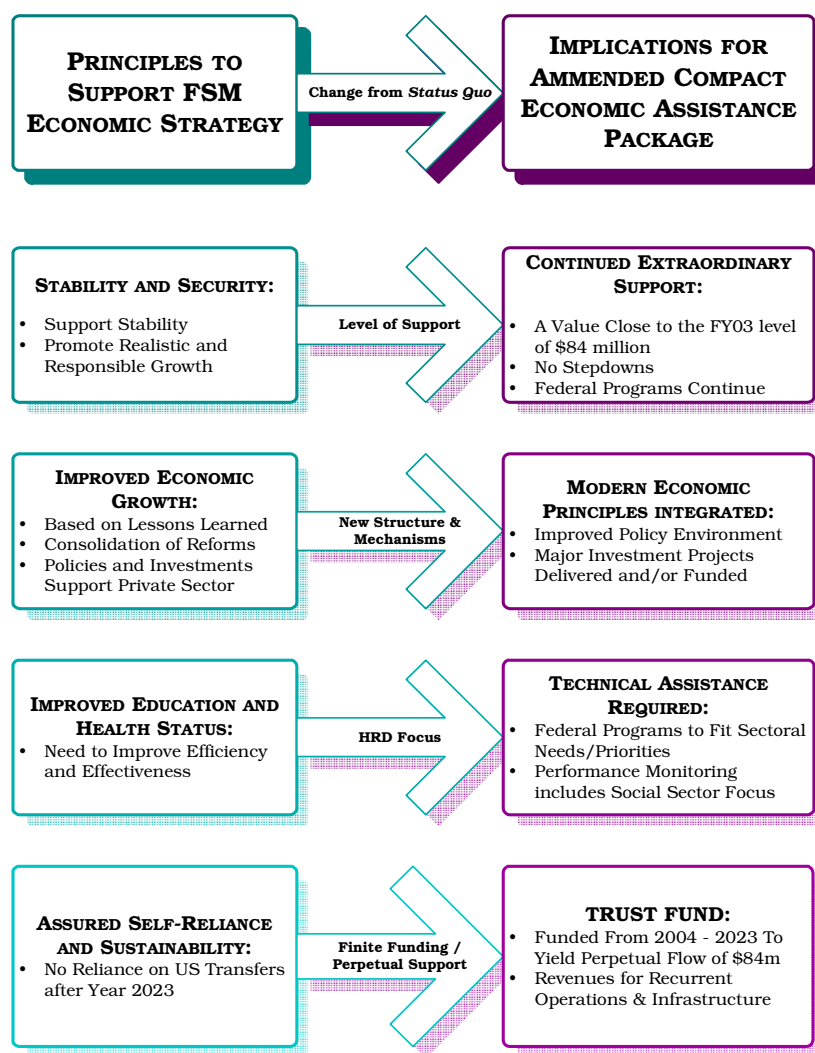 PRINCIPLES TO
SUPPORT FSM
ECONOMIC STRATEGY
Change from Status Quo
IMPLICATIONS FOR
AMMENDED COMPACT
ECONOMIC ASSISTANCE
PACKAGE
STABILITY AND SECURITY:
• Support Stability
• Promote Realistic and
Responsible Growth
Level of Support
CONTINUED EXTRAORDINARY
SUPPORT:
• A Value Close to the FY03 level
of $84 million
• No Stepdowns
• Federal Programs Continue
IMPROVED ECONOMIC
GROWTH:
• Based on Lessons Learned
• Consolidation of Reforms
• Policies and Investments
Support Private Sector
New Structure &
Mechanisms
MODERN ECONOMIC
PRINCIPLES INTEGRATED:
• Improved Policy Environment
• Major Investment Projects
Delivered and/or Funded
IMPROVED EDUCATION AND
HEALTH STATUS:
• Need to Improve Efficiency
and Effectiveness
HRD Focus
TECHNICAL ASSISTANCE
REQUIRED:
• Federal Programs to Fit Sectoral
Needs/Priorities
• Performance Monitoring
includes Social Sector Focus
ASSURED SELF-RELIANCE
AND SUSTAINABILITY:
• No Reliance on US Transfers
after Year 2023
Finite Funding /
Perpetual Support
TRUST FUND:
• Funded From 2004 - 2023 To
Yield Perpetual Flow of $84m
• Revenues for Recurrent
Operations & Infrastructure